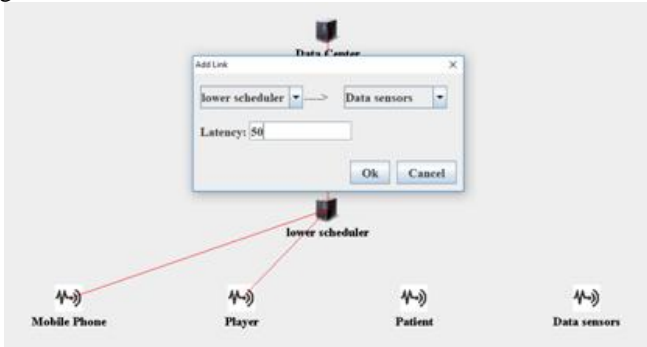 Data Center
Add Link
lower scheduler ----> Data sensors
Latency: 50
Ok Cancel
lower scheduler
Mobile Phone Player Patient Data sensors